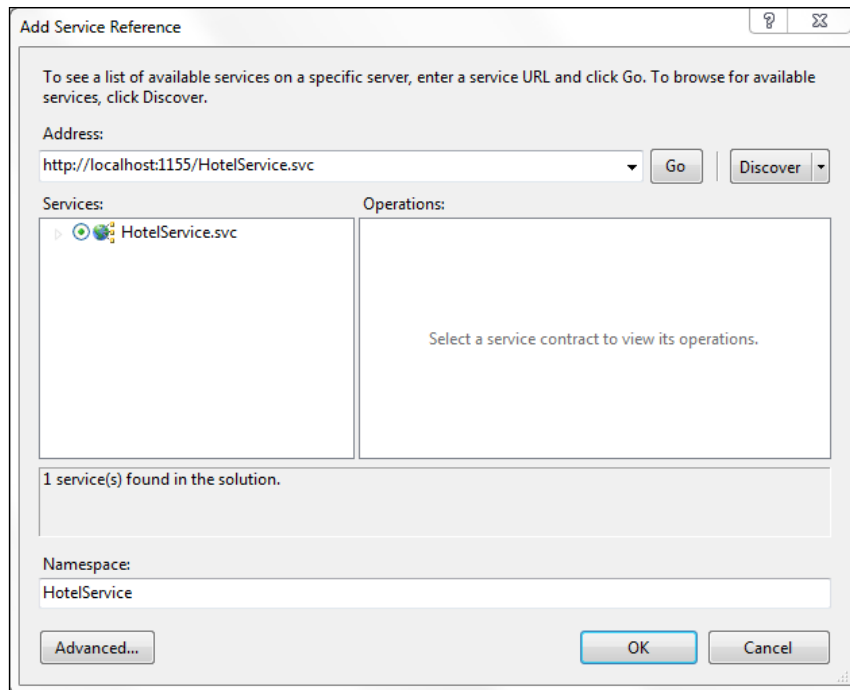 Add Service Reference
To see a list of available services on a specific server, enter a service URL and click Go. To browse for available
services, click Discover.
Address:
http://localhost:1155/HotelService.svc
Go
Discover
Services:
Operations:
HotelService.svc
Select a service contract to view its operations.
1 service(s) found in the solution.
Namespace:
HotelService
Advanced...
OK
Cancel